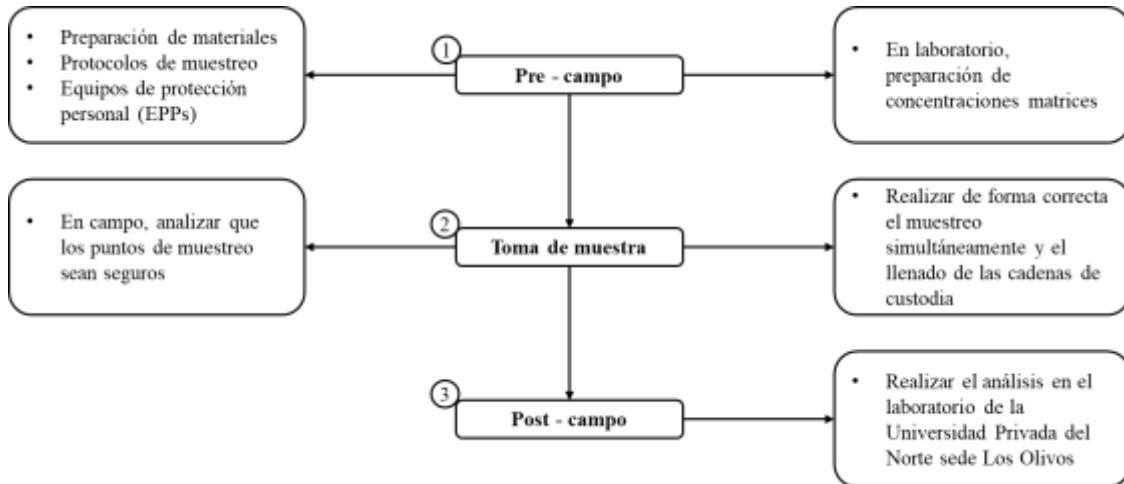 • Preparación de materiales
• Protocolos de muestreo
• Equipos de protección
personal (EPPs)
1
Pre - campo
• En laboratorio,
preparación de
concentraciones matrices
• En campo, analizar que
los puntos de muestreo
sean seguros
2
Toma de muestra
• Realizar de forma correcta
el muestreo
simultáneamente y el
llenado de las cadenas de
custodia
3
Post - campo
• Realizar el análisis en el
laboratorio de la
Universidad Privada del
Norte sede Los Olivos